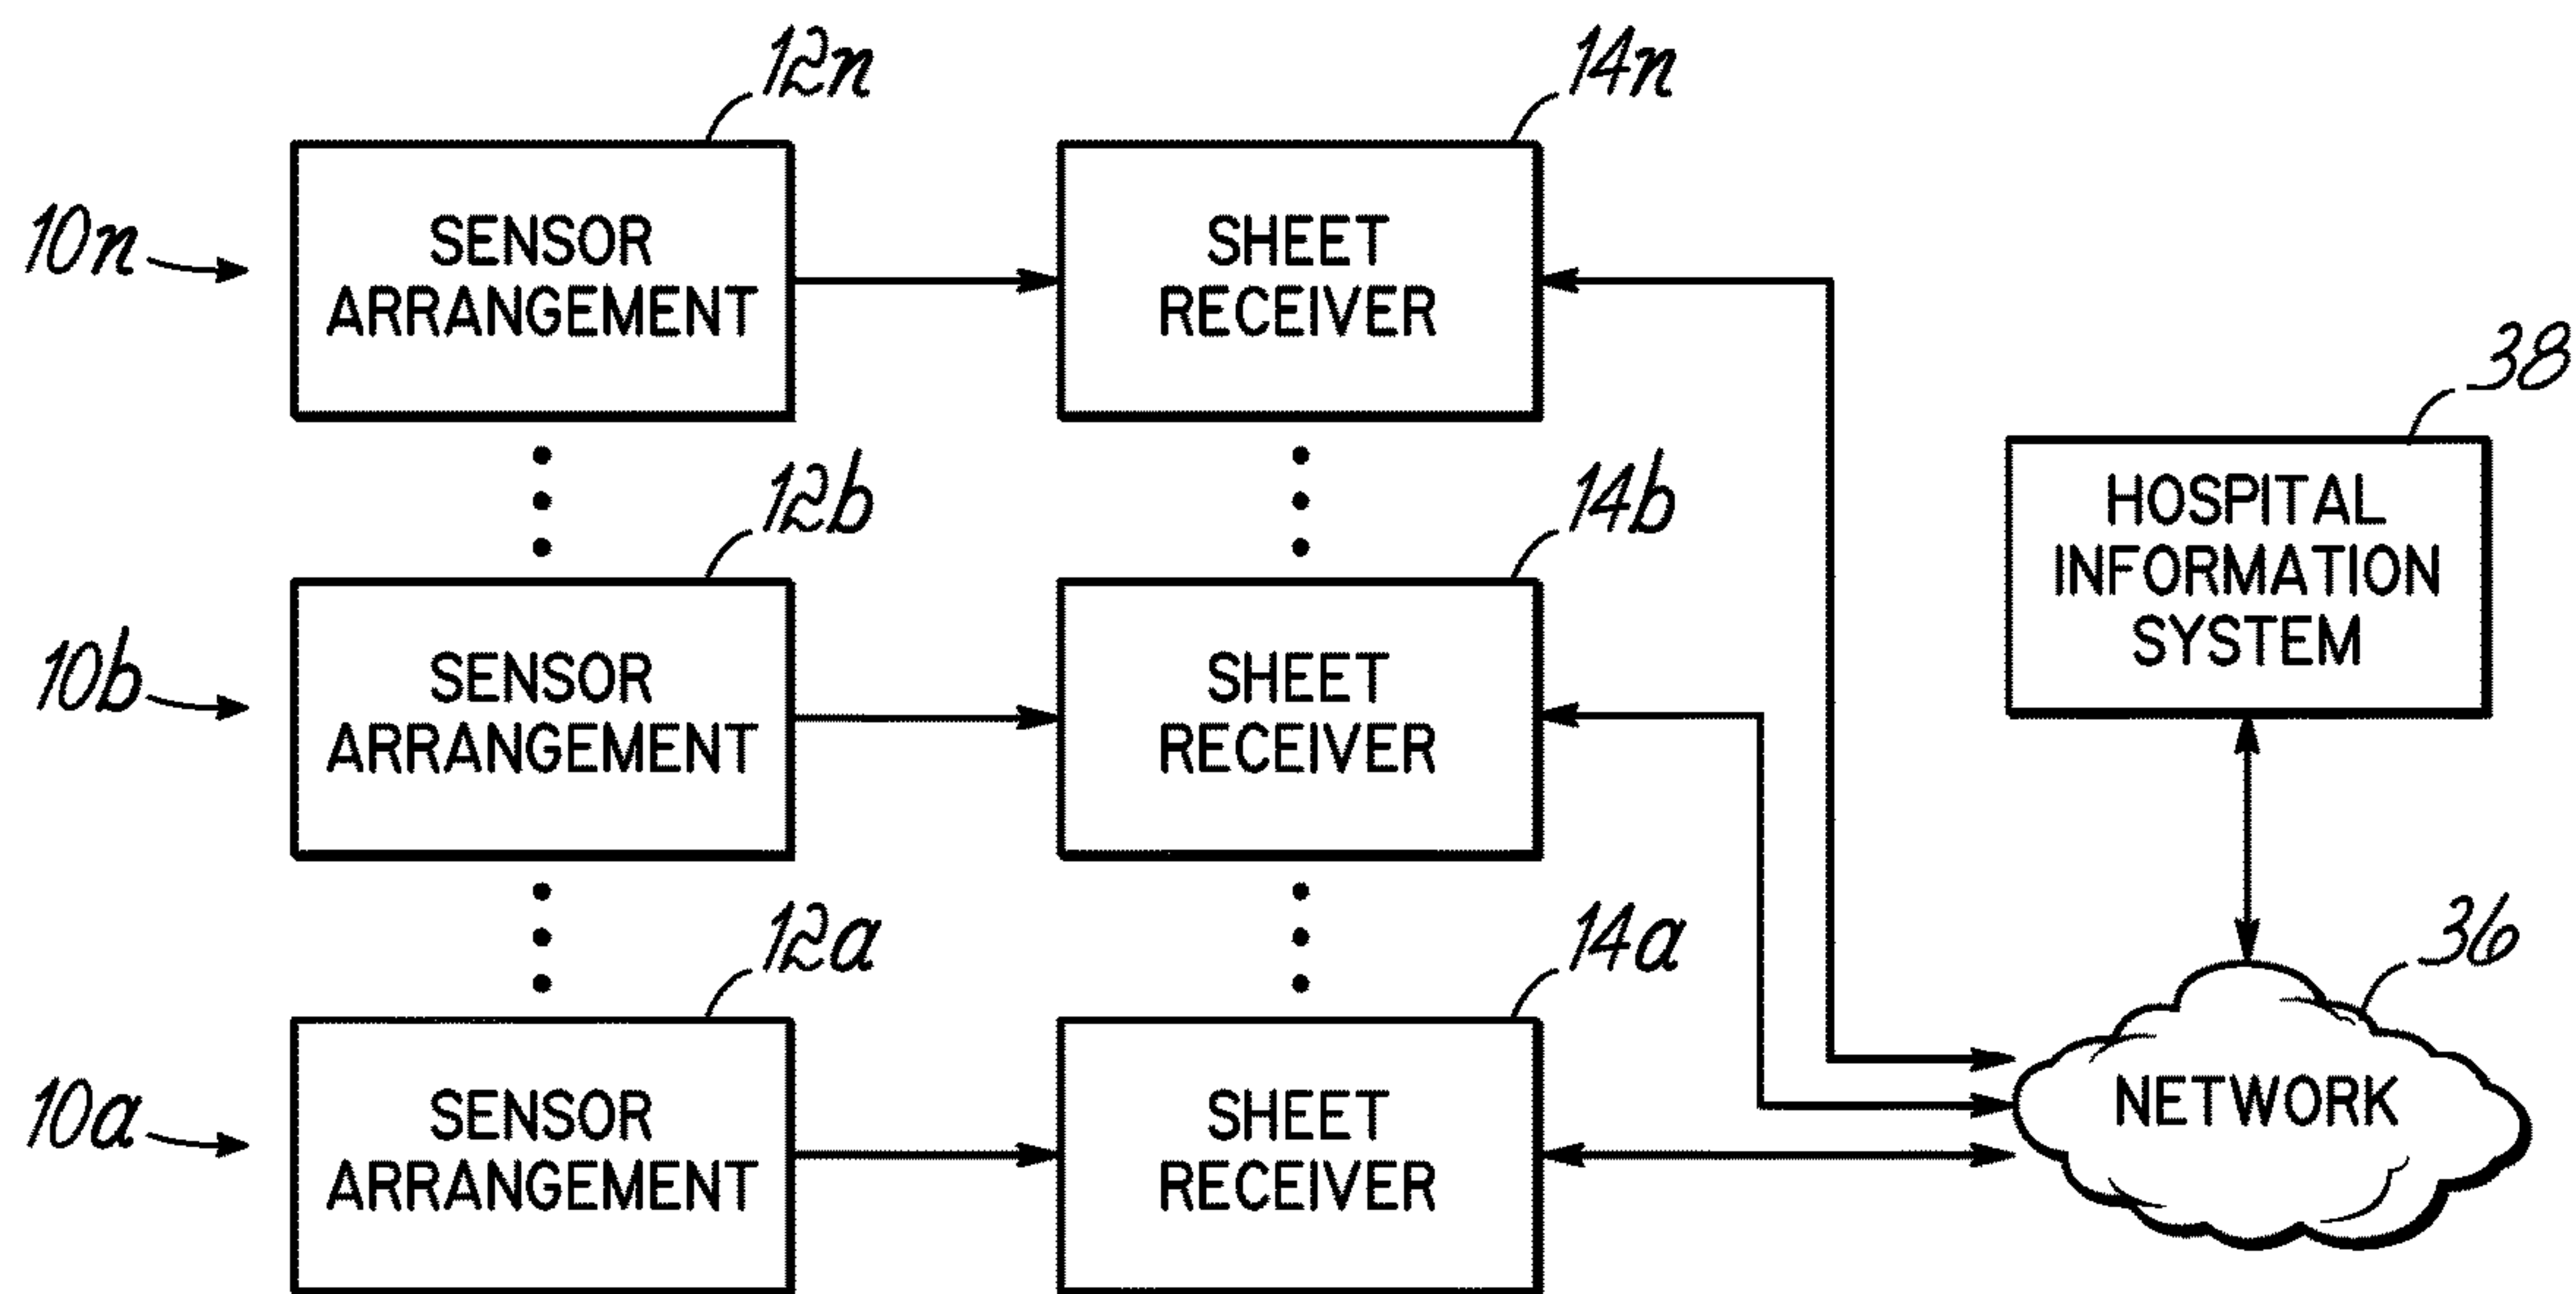 12n
14n
10n
SENSOR
ARRANGEMENT
SHEET
RECEIVER
38
HOSPITAL
INFORMATION
SYSTEM
12b
14b
10b
SENSOR
ARRANGEMENT
SHEET
RECEIVER
12a
14a
36
10a
SENSOR
ARRANGEMENT
SHEET
RECEIVER
NETWORK